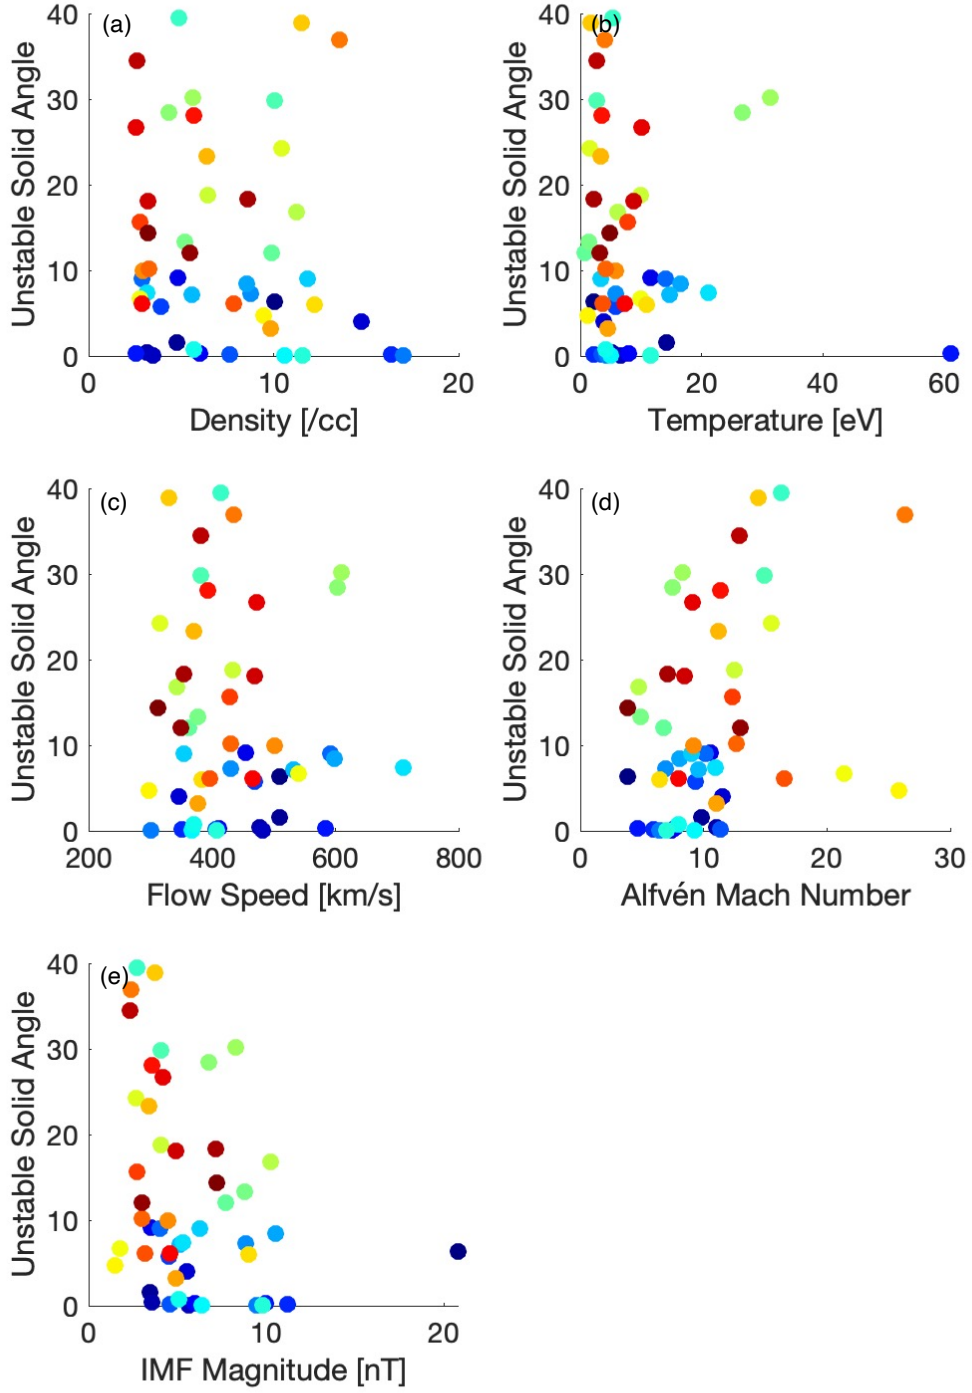 (a)
40
30
20
10
0
Unstable Solid Angle
0 10 20
Density [/cc]
(b)
40
30
20
10
0
Unstable Solid Angle
0 20 40 60
Temperature [eV]
(c)
40
30
20
10
0
Unstable Solid Angle
200 400 600 800
Flow Speed [km/s]
(d)
40
30
20
10
0
Unstable Solid Angle
0 10 20 30
Alfvén Mach Number
(e)
40
30
20
10
0
Unstable Solid Angle
0 10 20
IMF Magnitude [nT]